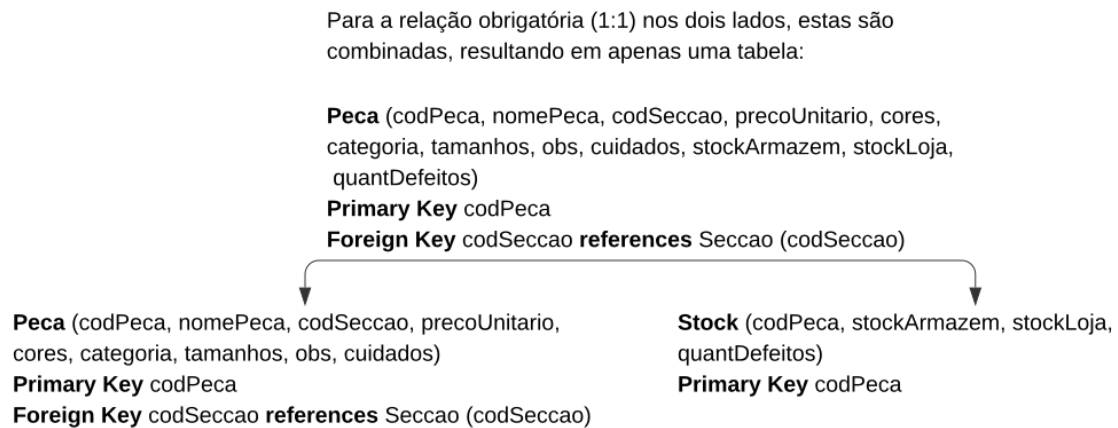 Para a relação obrigatória (1:1) nos dois lados, estas são
combinadas, resultando em apenas uma tabela:
Peca (codPeca, nomePeca, codSeccao, precoUnitario, cores,
categoria, tamanhos, obs, cuidados, stockArmazem, stockLoja,
quantDefeitos)
Primary Key codPeca
Foreign Key codSeccao references Seccao (codSeccao)
Peca (codPeca, nomePeca, codSeccao, precoUnitario,
cores, categoria, tamanhos, obs, cuidados)
Primary Key codPeca
Foreign Key codSeccao references Seccao (codSeccao)
Stock (codPeca, stockArmazem, stockLoja,
quantDefeitos)
Primary Key codPeca